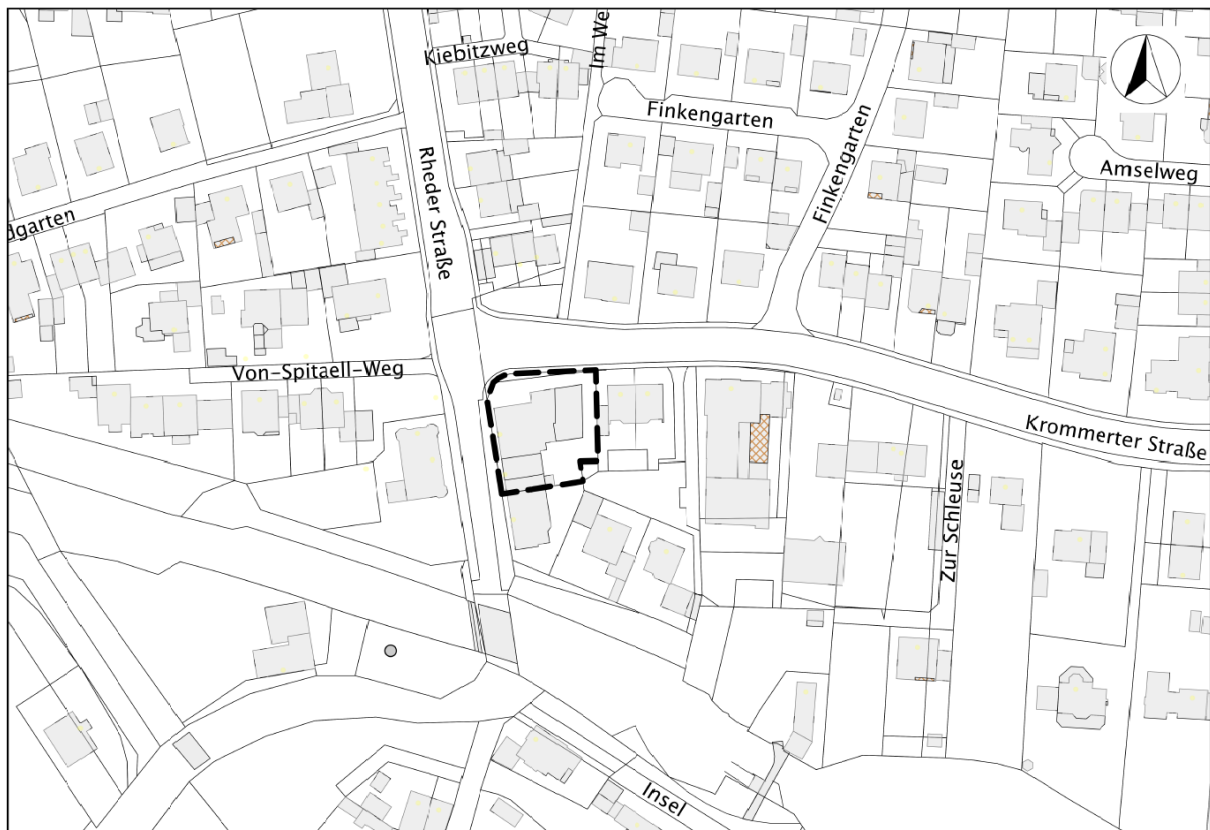 Kiebitzweg
Im We
Finkengarten
Finkengarten
Amselweg
Rheder Straße
dgarten
Von-Spitaell-Weg
Krommerter Straße
Zur Schleuse
Insel